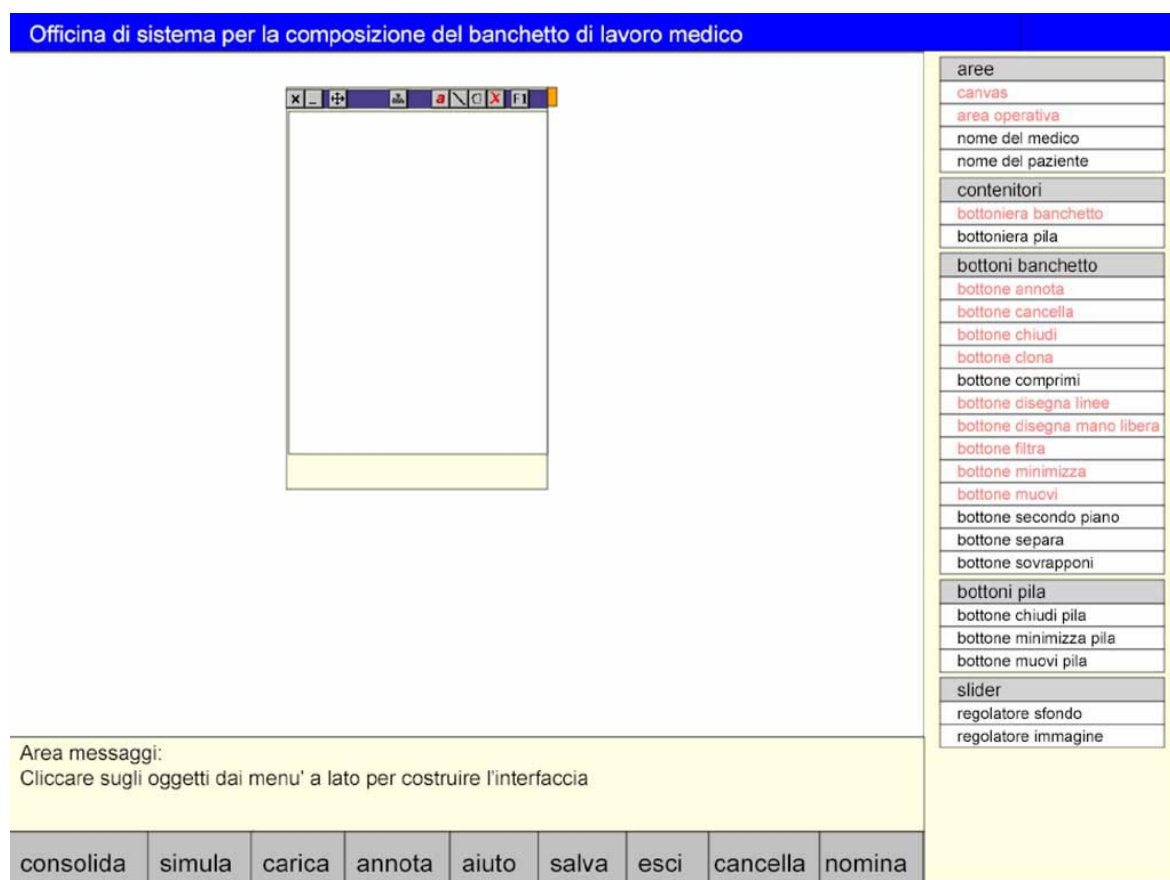 Officina di sistema per la composizione del banchetto di lavoro medico
a X F1
aree
canvas
area operativa
nome del medico
nome del paziente
contenitori
bottoniera banchetto
bottoniera pila
bottoni banchetto
bottone annota
bottone cancella
bottone chiudi
bottone clona
bottone comprimi
bottone disegna linee
bottone disegna mano libera
bottone filtra
bottone minimizza
bottone muovi
bottone secondo piano
bottone separa
bottone sovrapponi
bottoni pila
bottone chiudi pila
bottone minimizza pila
bottone muovi pila
slider
regolatore sfondo
regolatore immagine
Area messaggi:
Cliccare sugli oggetti dai menu' a lato per costruire l'interfaccia
consolida simula carica annota aiuto salva esci cancella nomina